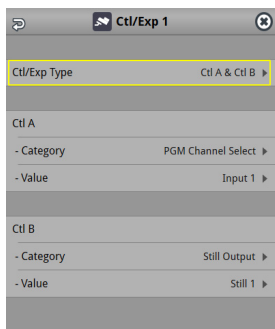 Ctl/Exp 1
Ctl/Exp Type Ctl A & Ctl B
Ctl A
- Category PGM Channel Select
- Value Input 1
Ctl B
- Category Still Output
- Value Still 1